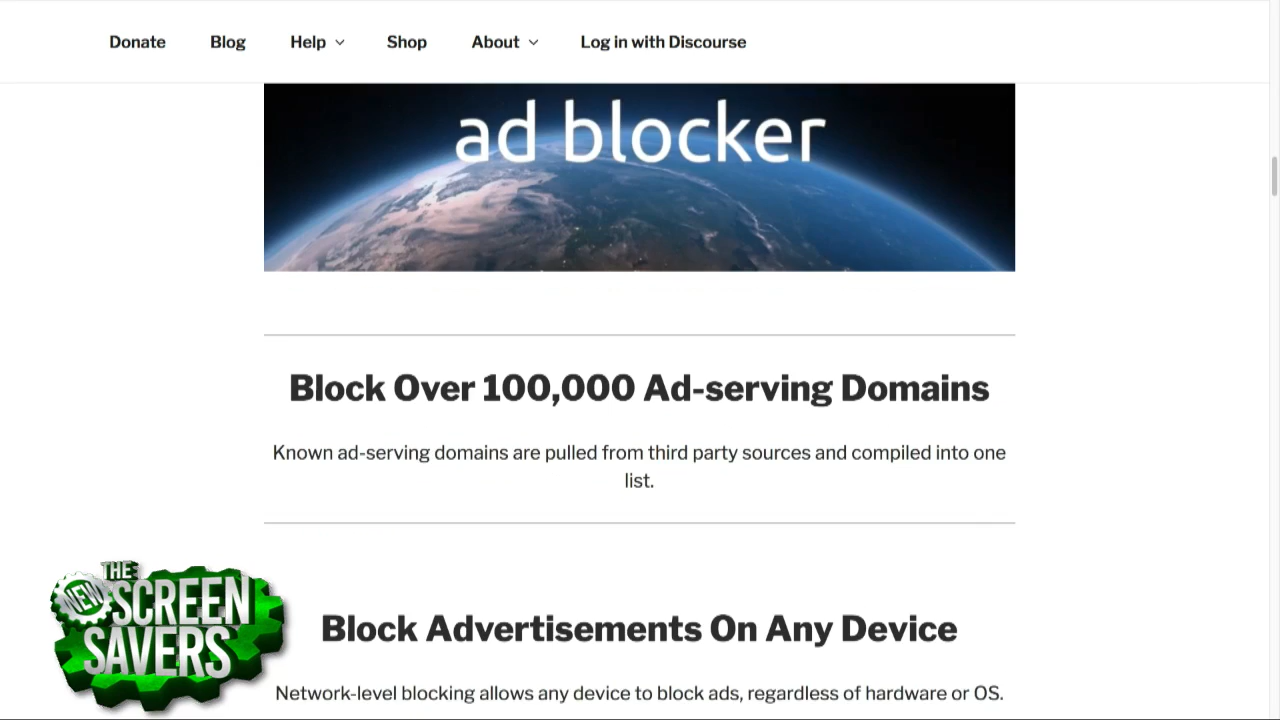 Donate Blog Help Shop About Log in with Discourse
ad blocker
Block Over 100,000 Ad-serving Domains
Known ad-serving domains are pulled from third party sources and compiled into one
list.
Block Advertisements On Any Device
Network-level blocking allows any device to block ads, regardless of hardware or OS.
THE
NEW
SCREEN
SAVERS